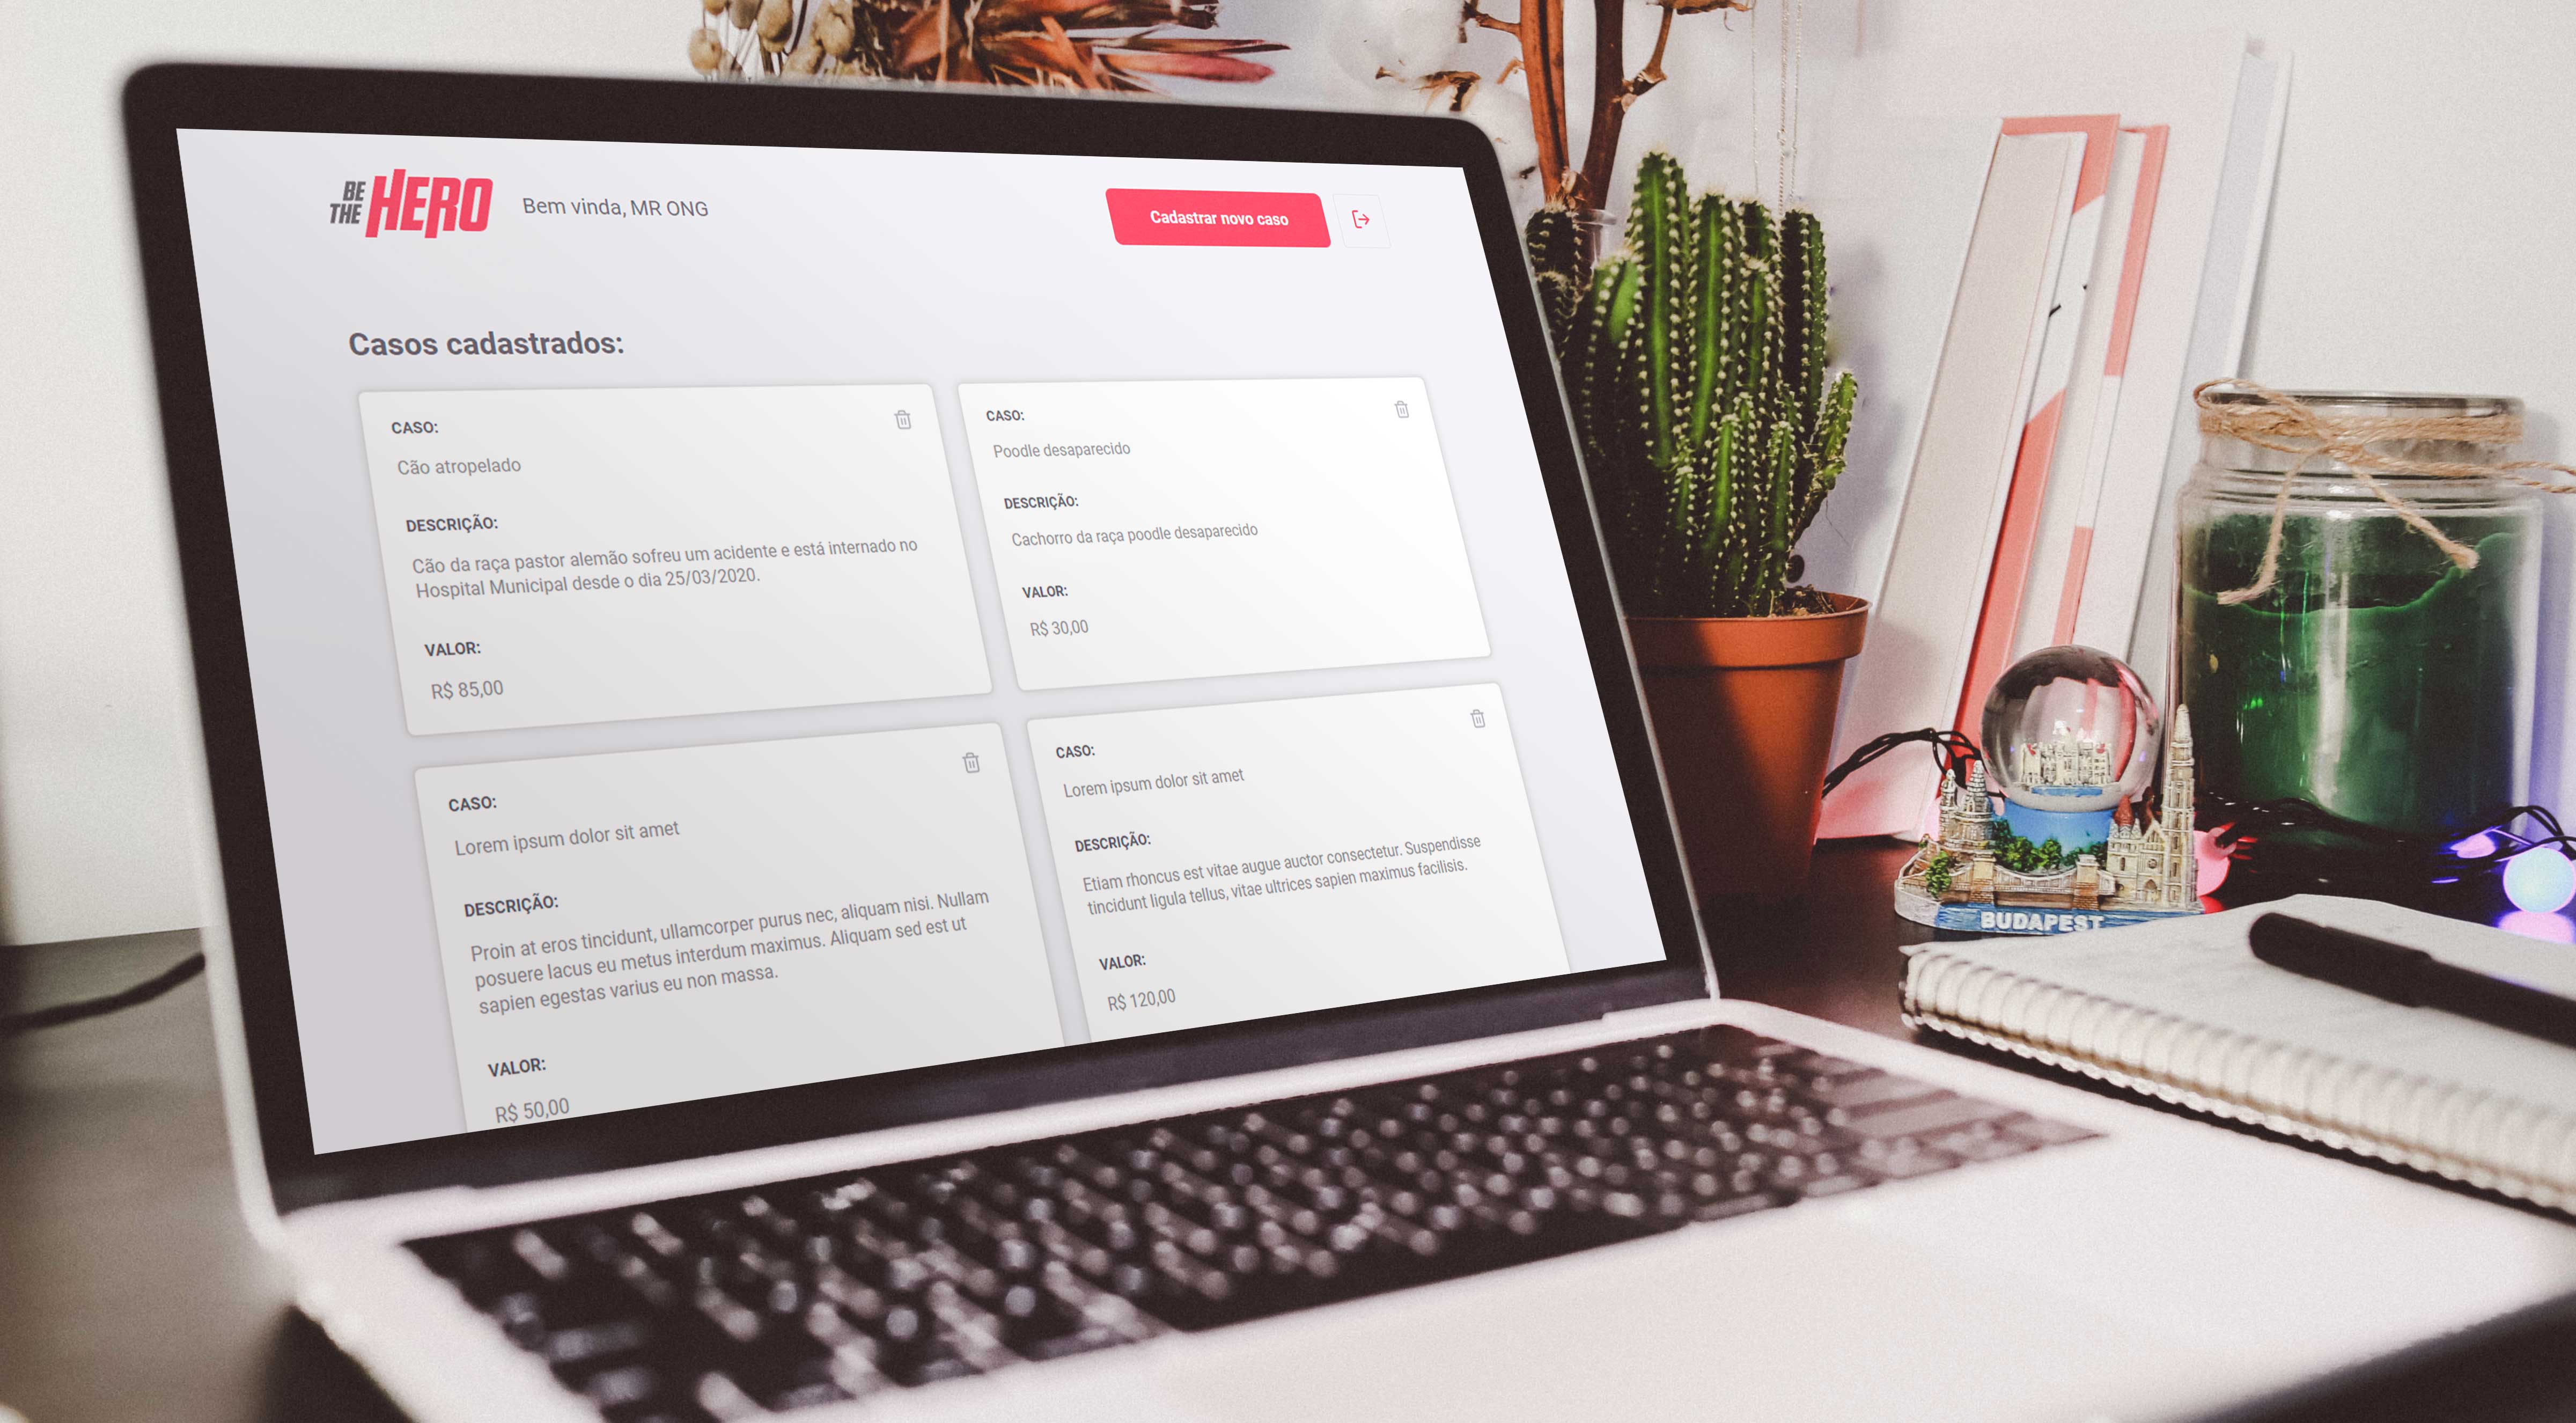 BE
THE
HERO
Bem vinda, MR ONG
Cadastrar novo caso
Casos cadastrados:
CASO:
Cão atropelado
DESCRIÇÃO:
Cão da raça pastor alemão sofreu um acidente e está internado no
Hospital Municipal desde o dia 25/03/2020.
VALOR:
R$ 85,00
CASO:
Poodle desaparecido
DESCRIÇÃO:
Cachorro da raça poodle desaparecido
VALOR:
R$ 30,00
CASO:
Lorem ipsum dolor sit amet
DESCRIÇÃO:
Proin at eros tincidunt, ullamcorper purus nec, aliquam nisi. Nullam
posuere lacus eu metus interdum maximus. Aliquam sed est ut
sapien egestas varius eu non massa.
VALOR:
R$ 50,00
CASO:
Lorem ipsum dolor sit amet
DESCRIÇÃO:
Etiam rhoncus est vitae augue auctor consectetur. Suspendisse
tincidunt ligula tellus, vitae ultrices sapien maximus facilisis.
VALOR:
R$ 120,00
BUDAPEST